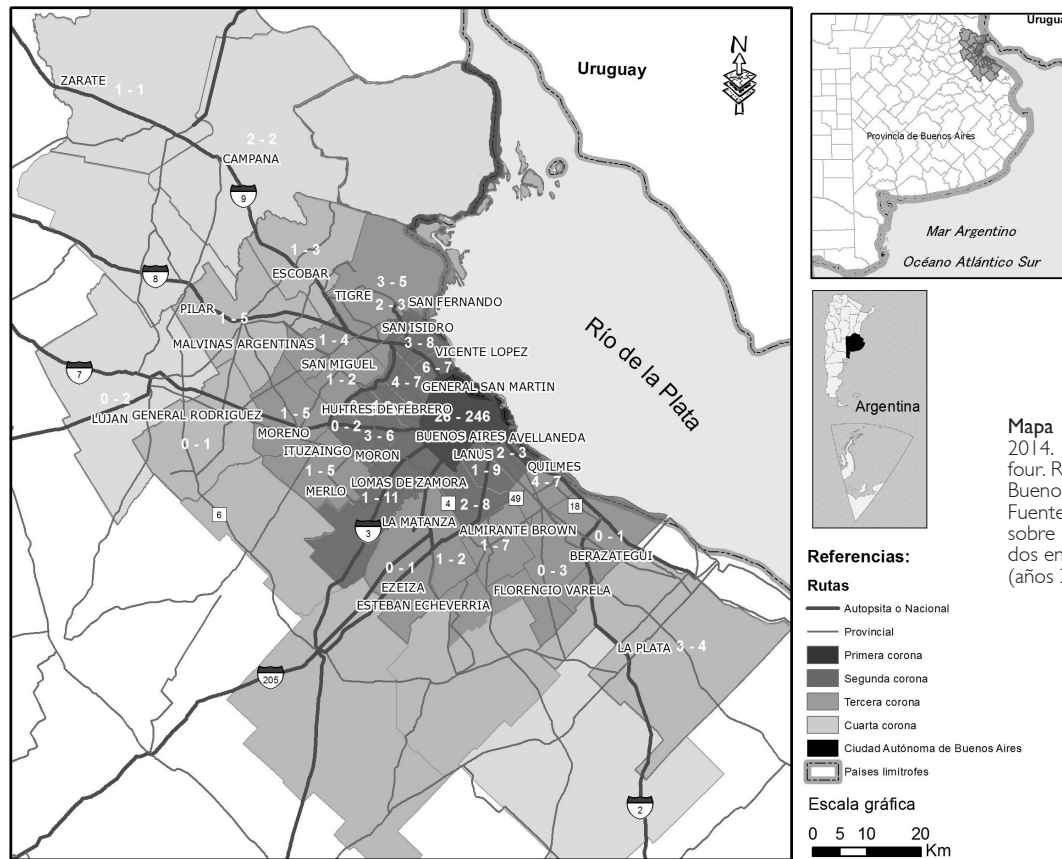 Uruguay
N
ZARATE
1 - 1
2 - 2
CAMPANA
9
8
1 - 3
ESCOBAR
3 - 5
TIGRE
2 - 3
SAN FERNANDO
PILAR
1 - 5
SAN ISIDRO
MALVINAS ARGENTINAS
1 - 4
3 - 8
VICENTE LOPEZ
7
SAN MIGUEL
6 - 7
1 - 2
4 - 7
GENERAL SAN MARTIN
0 - 2
LUJAN
GENERAL RODRIGUEZ
1 - 5
DE FEBRERO
26 - 246
MORENO
0 - 2
3 - 6
BUENOS AIRES
AVELLANEDA
0 - 1
ITUZAINGO
MORON
LANUS
2 - 3
1 - 5
1 - 9
QUILMES
MERLO
LOMAS DE ZAMORA
4 - 7
1 - 11
2 - 8
6
4
49
18
3
LA MATANZA
ALMIRANTE BROWN
1 - 7
0 - 1
1 - 2
BERAZATEGUI
0 - 1
0 - 3
EZEIZA
FLORENCIO VARELA
ESTEBAN ECHEVERRIA
LA PLATA
3 - 4
205
2
Río de la Plata
Provincia de Buenos Aires
Mar Argentino
Océano Atlántico Sur
Argentina
Mapa
2014.
four. R
Bueno
Fuente
sobre
dos en
(años 2
Referencias:
Rutas
Autopsita o Nacional
Provincial
Primera corona
Segunda corona
Tercera corona
Cuarta corona
Ciudad Autónoma de Buenos Aires
Países limítrofes
Escala gráfica
0 5 10 20
Km